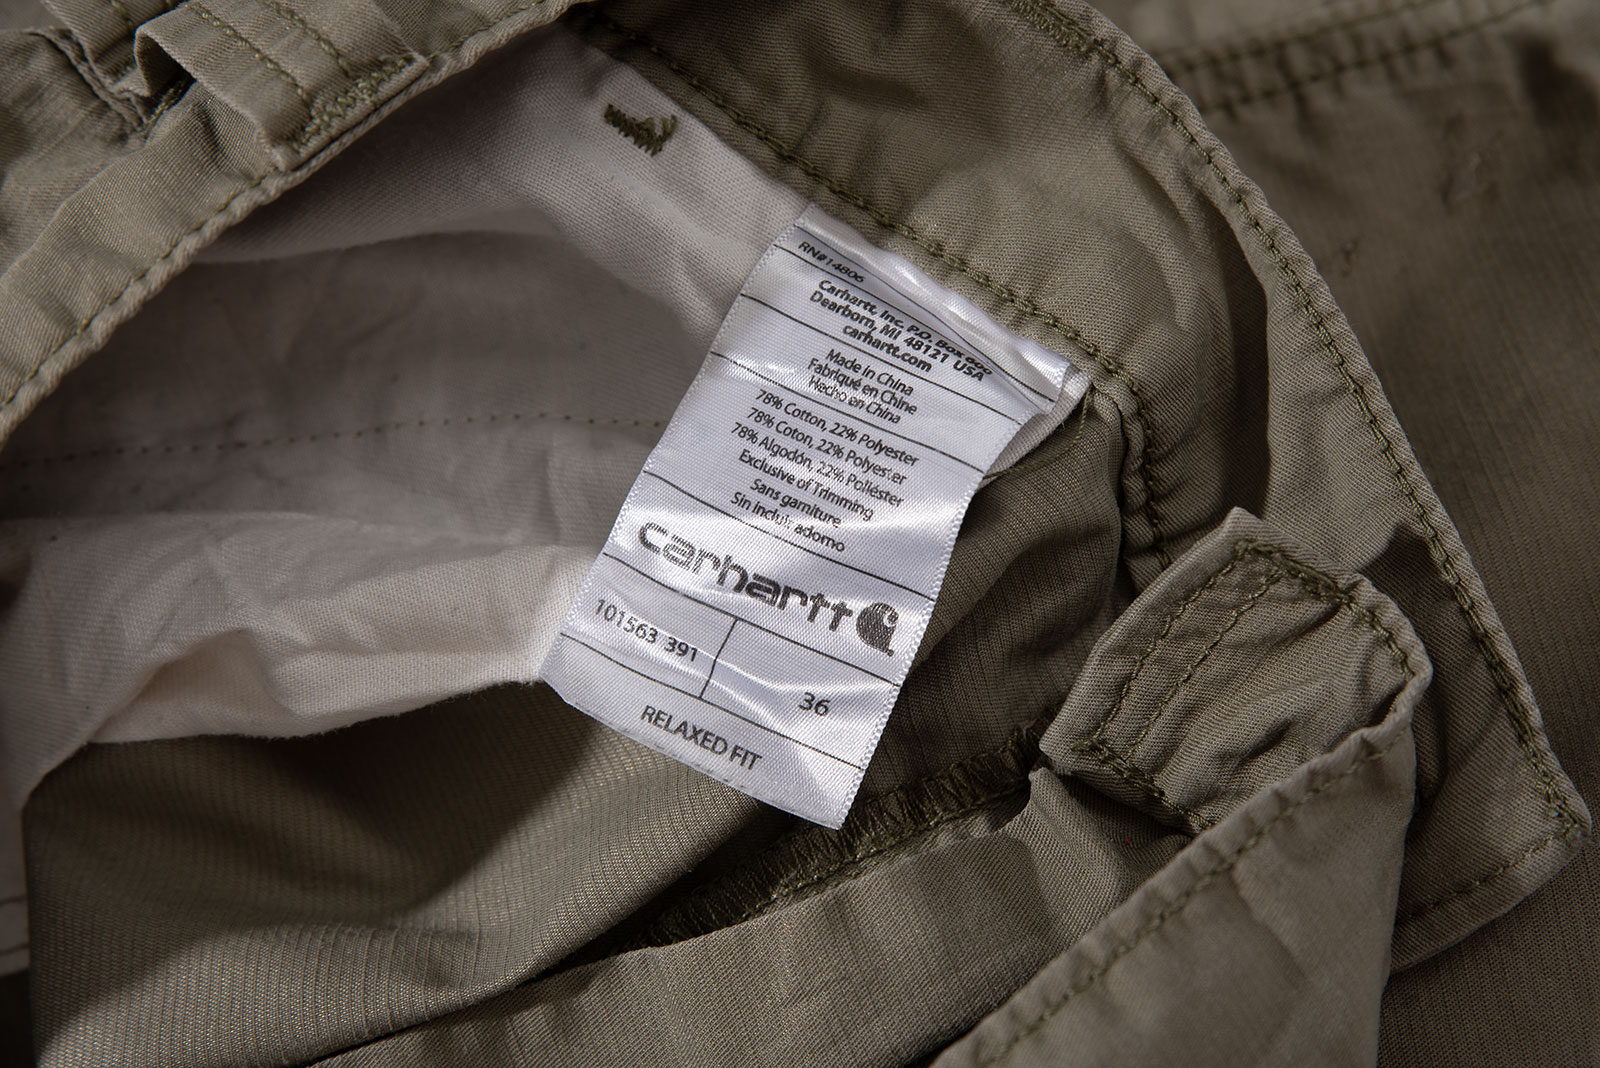 RN#14806
Carhartt, Inc. P.O. Box 600
Dearborn, MI 48121 USA
carhartt.com
Made in China
Fabriqué en Chine
Hecho en China
78% Cotton, 22% Polyester
78% Coton, 22% Polyester
78% Algodón, 22% Poliéster
Exclusive of Trimming
Sans garniture
Sin incluir adorno
carhartt
101563 391
36
RELAXED FIT